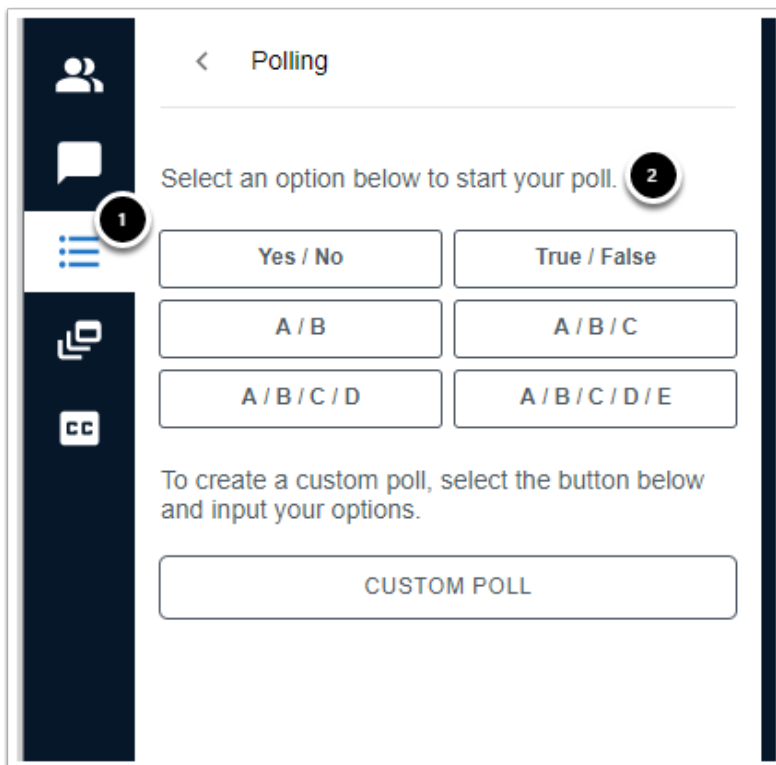 Polling
Select an option below to start your poll. 2
1
Yes / No True / False
A / B A / B / C
A / B / C / D A / B / C / D / E
CC
To create a custom poll, select the button below
and input your options.
CUSTOM POLL